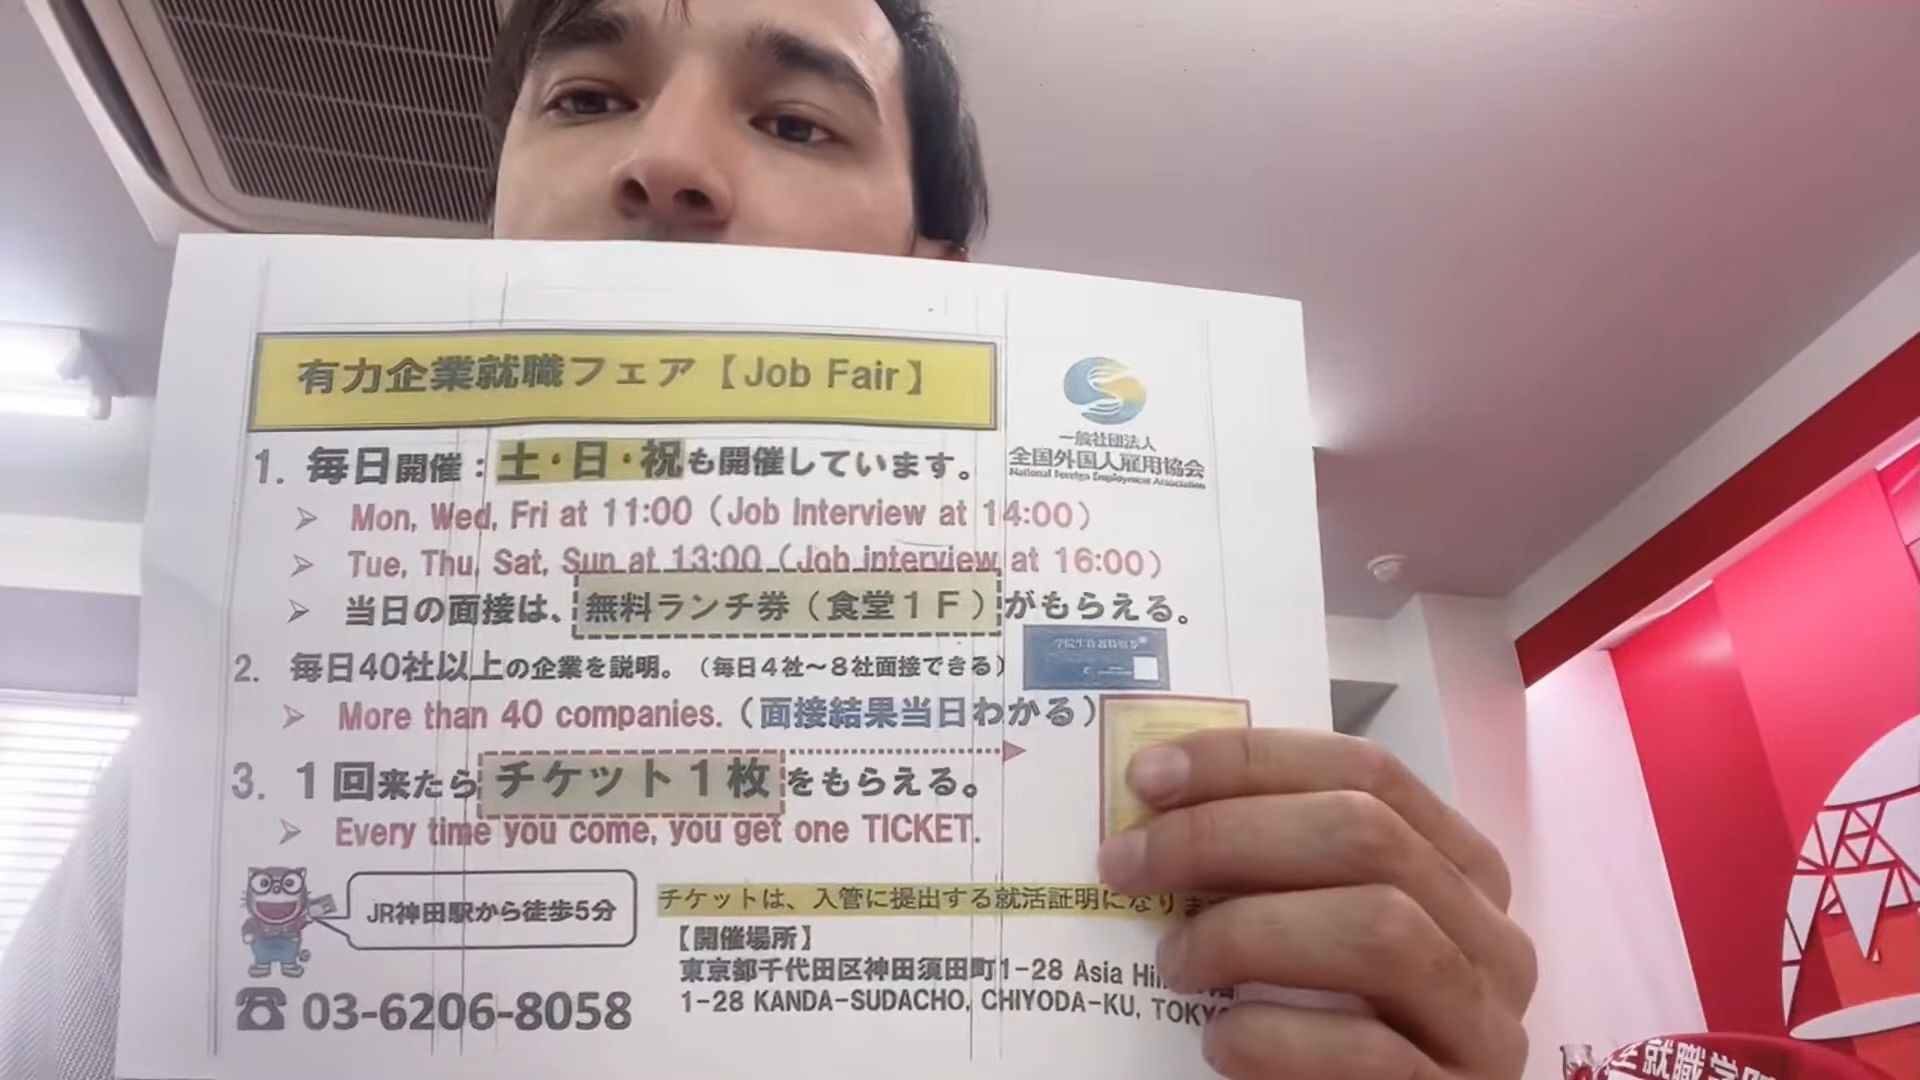 有力企業就職フェア【Job Fair】
一般社団法人
全国外国人雇用協会
National Foreign Employment Association
1. 毎日開催：土・日・祝も開催しています。
➢ Mon, Wed, Fri at 11:00（Job Interview at 14:00）
➢ Tue, Thu, Sat, Sun at 13:00（Job interview at 16:00）
➢ 当日の面接は、無料ランチ券（食堂１Ｆ）がもらえる。
2. 毎日40社以上の企業を説明。（毎日４社～８社面接できる）
➢ More than 40 companies.（面接結果当日わかる）
3. １回来たらチケット１枚をもらえる。
➢ Every time you come, you get one TICKET.
JR神田駅から徒歩5分
チケットは、入管に提出する就活証明になりま
【開催場所】
東京都千代田区神田須田町1-28 Asia
1-28 KANDA-SUDACHO, CHIYODA-KU, TOKY
☎ 03-6206-8058
就職学院